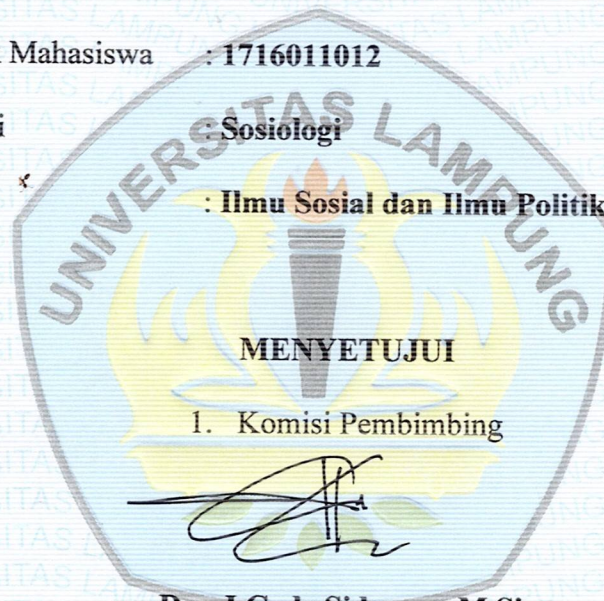 Mahasiswa : 1716011012
: Sosiologi
: Ilmu Sosial dan Ilmu Politik
UNIVERSITAS LAMPUNG
MENYETUJUI
1. Komisi Pembimbing